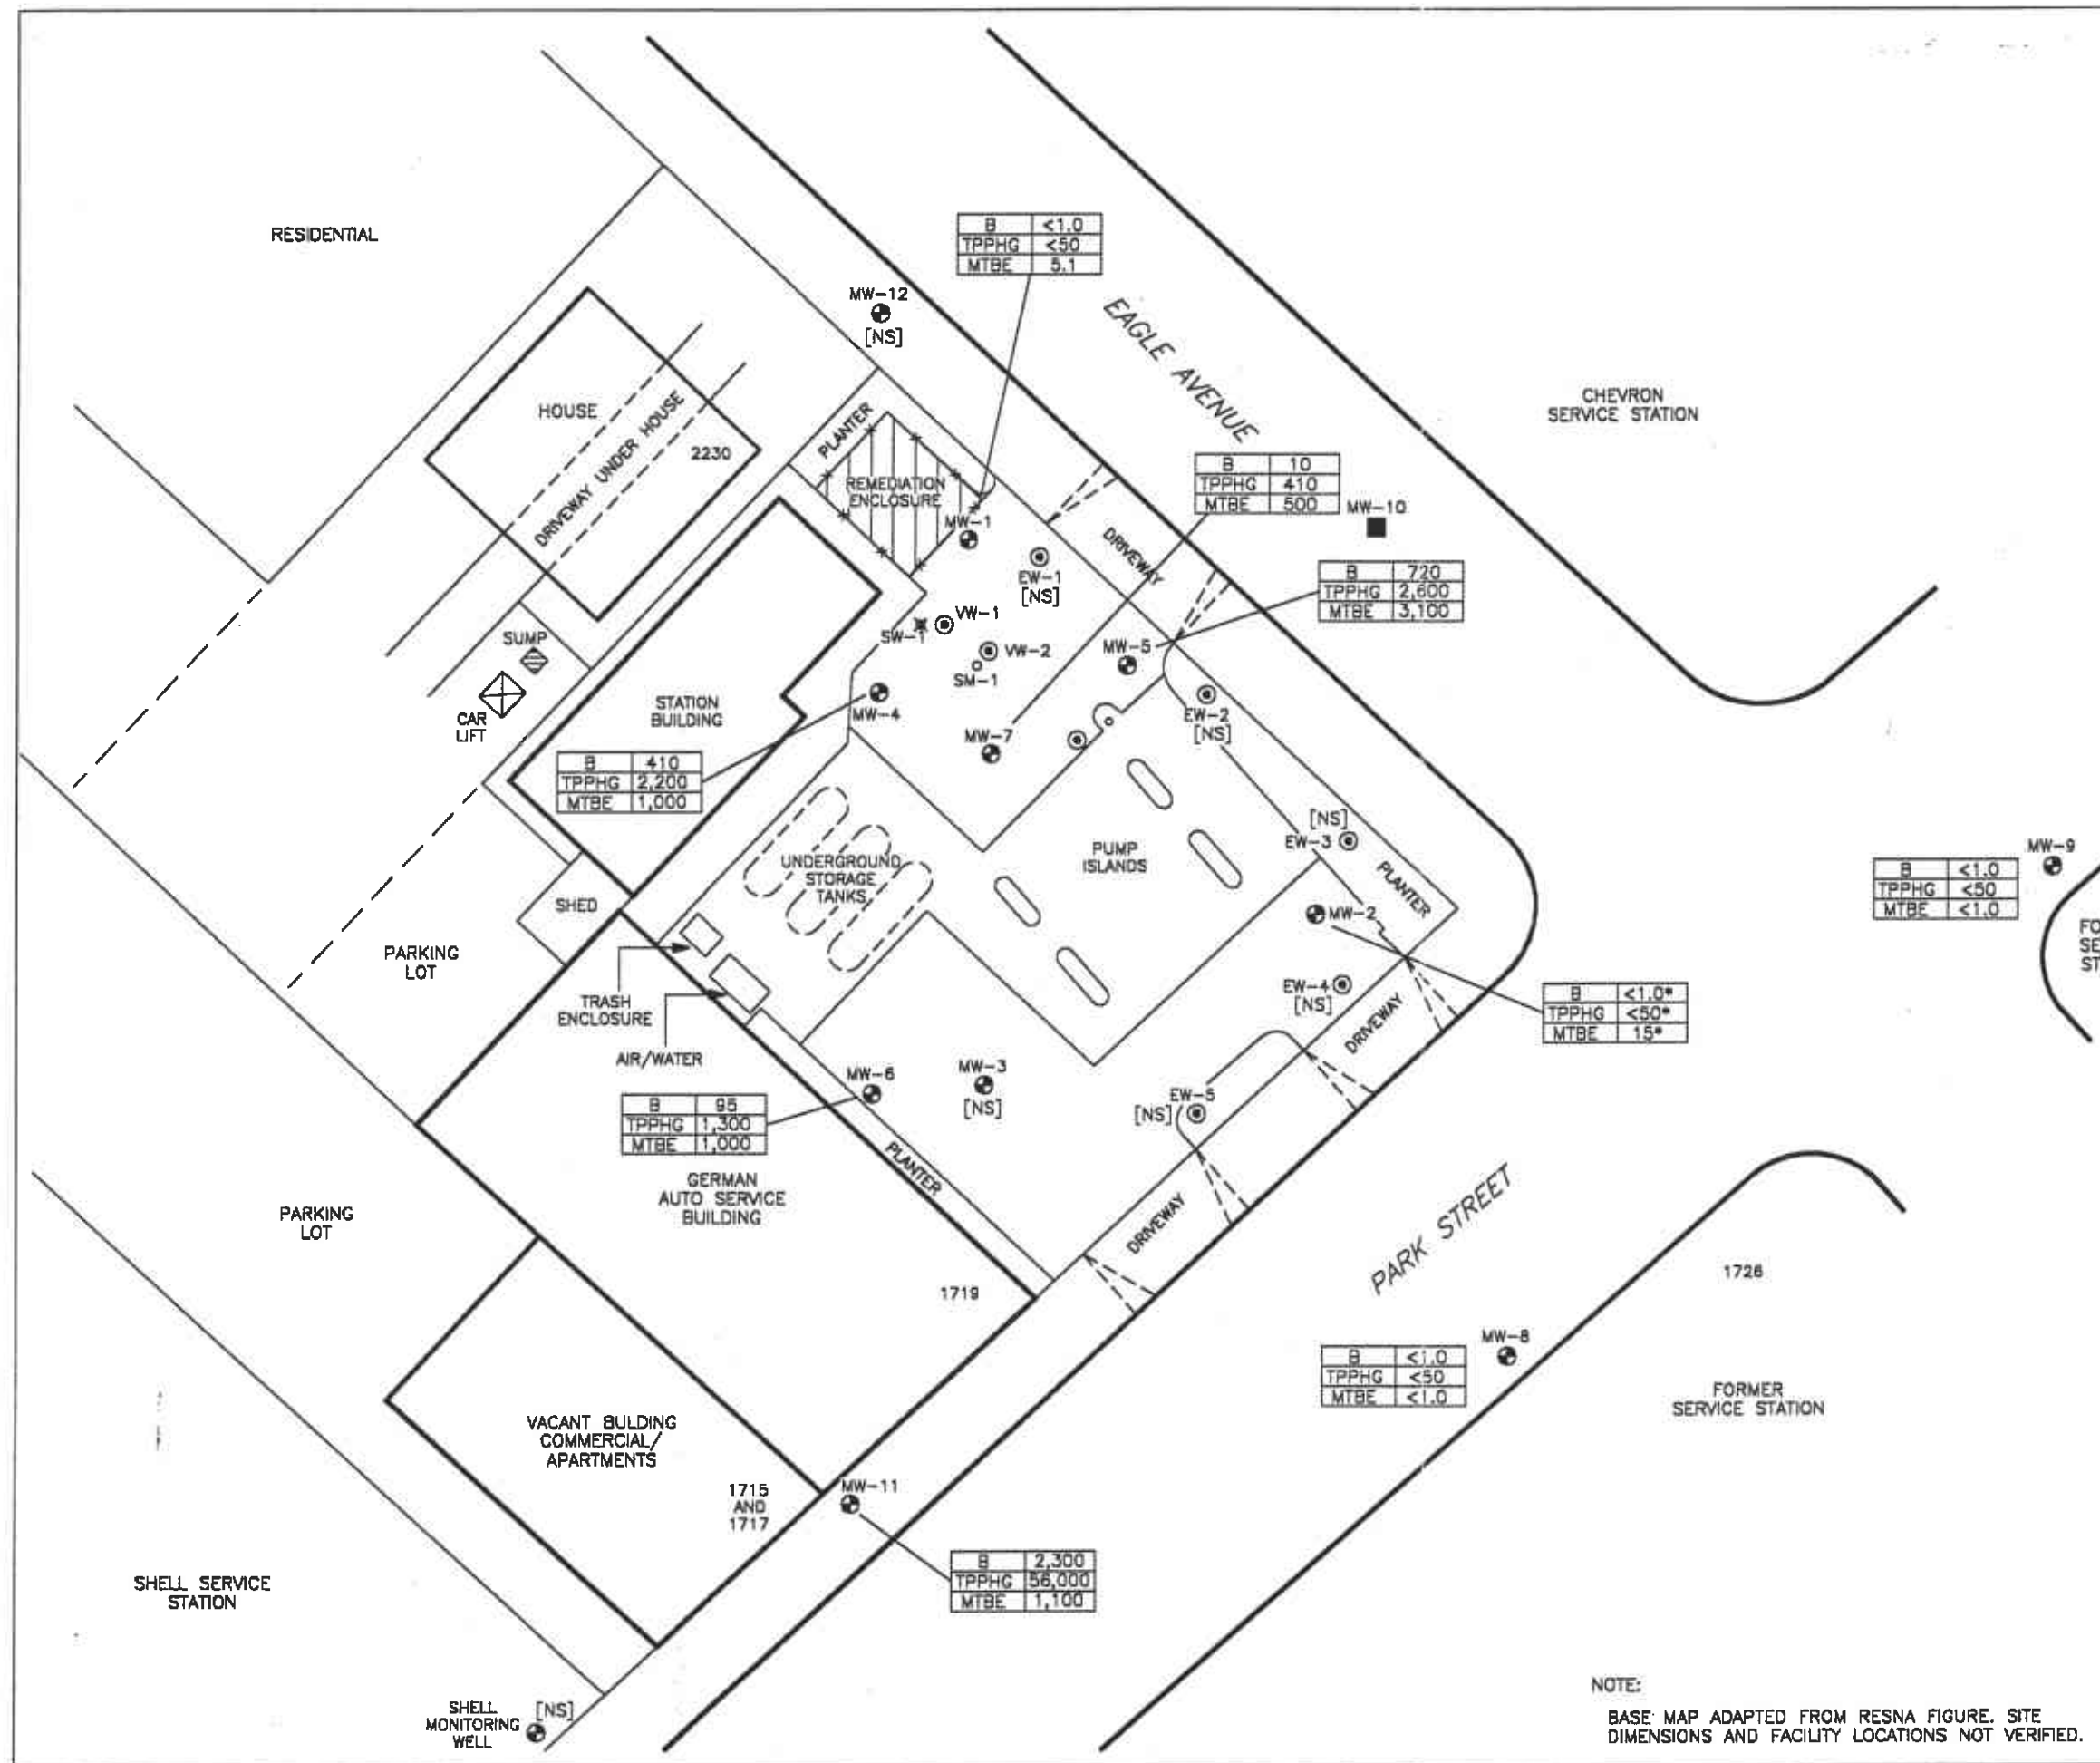 RESIDENTIAL
B <1.0
TPPHG <50
MTBE 5.1
MW-12
[NS]
EAGLE AVENUE
CHEVRON
SERVICE STATION
HOUSE
DRIVEWAY UNDER HOUSE
2230
PLANTER
REMEDIATION
ENCLOSURE
MW-1
B 10
TPPHG 410
MTBE 500
MW-10
DRIVEWAY
EW-1
[NS]
B 720
TPPHG 2,600
MTBE 3,100
VW-1
SW-1
VW-2
SM-1
MW-5
SUMP
CAR
LIFT
STATION
BUILDING
MW-4
EW-2
[NS]
MW-7
B 410
TPPHG 2,200
MTBE 1,000
[NS]
EW-3
PUMP
ISLANDS
UNDERGROUND
STORAGE
TANKS
PLANTER
MW-9
B <1.0
TPPHG <50
MTBE <1.0
SHED
MW-2
FO
SE
ST
PARKING
LOT
TRASH
ENCLOSURE
EW-4
[NS]
B <1.0*
TPPHG <50*
MTBE 15*
DRIVEWAY
AIR/WATER
MW-6
MW-3
[NS]
B 95
TPPHG 1,300
MTBE 1,000
EW-5
[NS]
PLANTER
GERMAN
AUTO SERVICE
BUILDING
PARKING
LOT
DRIVEWAY
PARK STREET
1719
1726
MW-8
B <1.0
TPPHG <50
MTBE <1.0
FORMER
SERVICE STATION
VACANT BULDING
COMMERCIAL/
APARTMENTS
1715
AND
1717
MW-11
B 2,300
TPPHG 56,000
MTBE 1,100
SHELL SERVICE
STATION
SHELL
MONITORING
WELL
[NS]
NOTE:
BASE MAP ADAPTED FROM RESNA FIGURE. SITE
DIMENSIONS AND FACILITY LOCATIONS NOT VERIFIED.